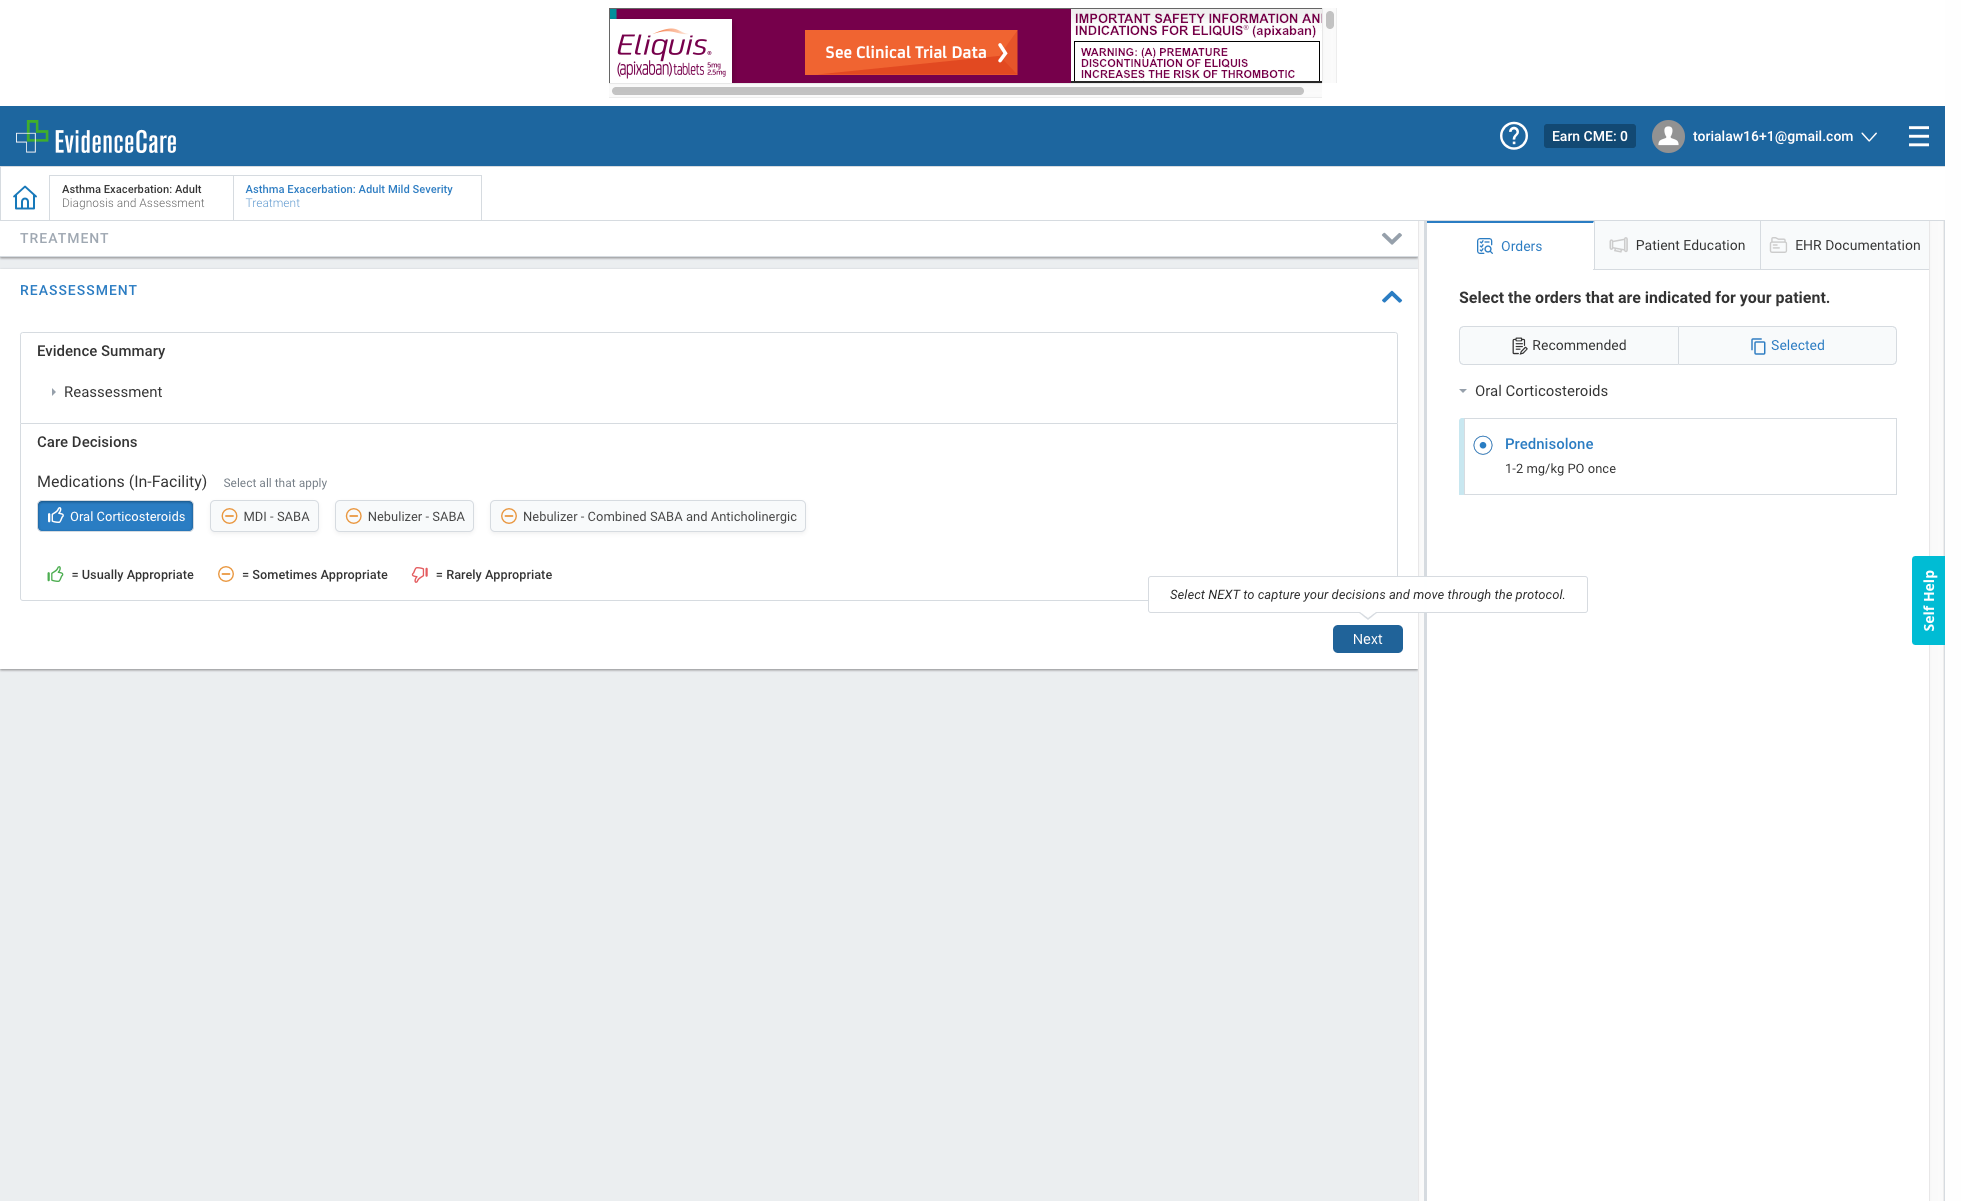 Eliquis.
(apixaban) tablets 5mg 2.5mg
See Clinical Trial Data ❯
IMPORTANT SAFETY INFORMATION AN
INDICATIONS FOR ELIQUIS® (apixaban)
WARNING: (A) PREMATURE
DISCONTINUATION OF ELIQUIS
INCREASES THE RISK OF THROMBOTIC
EvidenceCare
? Earn CME: 0 torialaw16+1@gmail.com
Asthma Exacerbation: Adult
Diagnosis and Assessment
Asthma Exacerbation: Adult Mild Severity
Treatment
TREATMENT
REASSESSMENT
Evidence Summary
Reassessment
Care Decisions
Medications (In-Facility) Select all that apply
Oral Corticosteroids MDI - SABA Nebulizer - SABA Nebulizer - Combined SABA and Anticholinergic
= Usually Appropriate = Sometimes Appropriate = Rarely Appropriate
Select NEXT to capture your decisions and move through the protocol.
Next
Orders Patient Education EHR Documentation
Select the orders that are indicated for your patient.
Recommended Selected
Oral Corticosteroids
Prednisolone
1-2 mg/kg PO once
Self Help